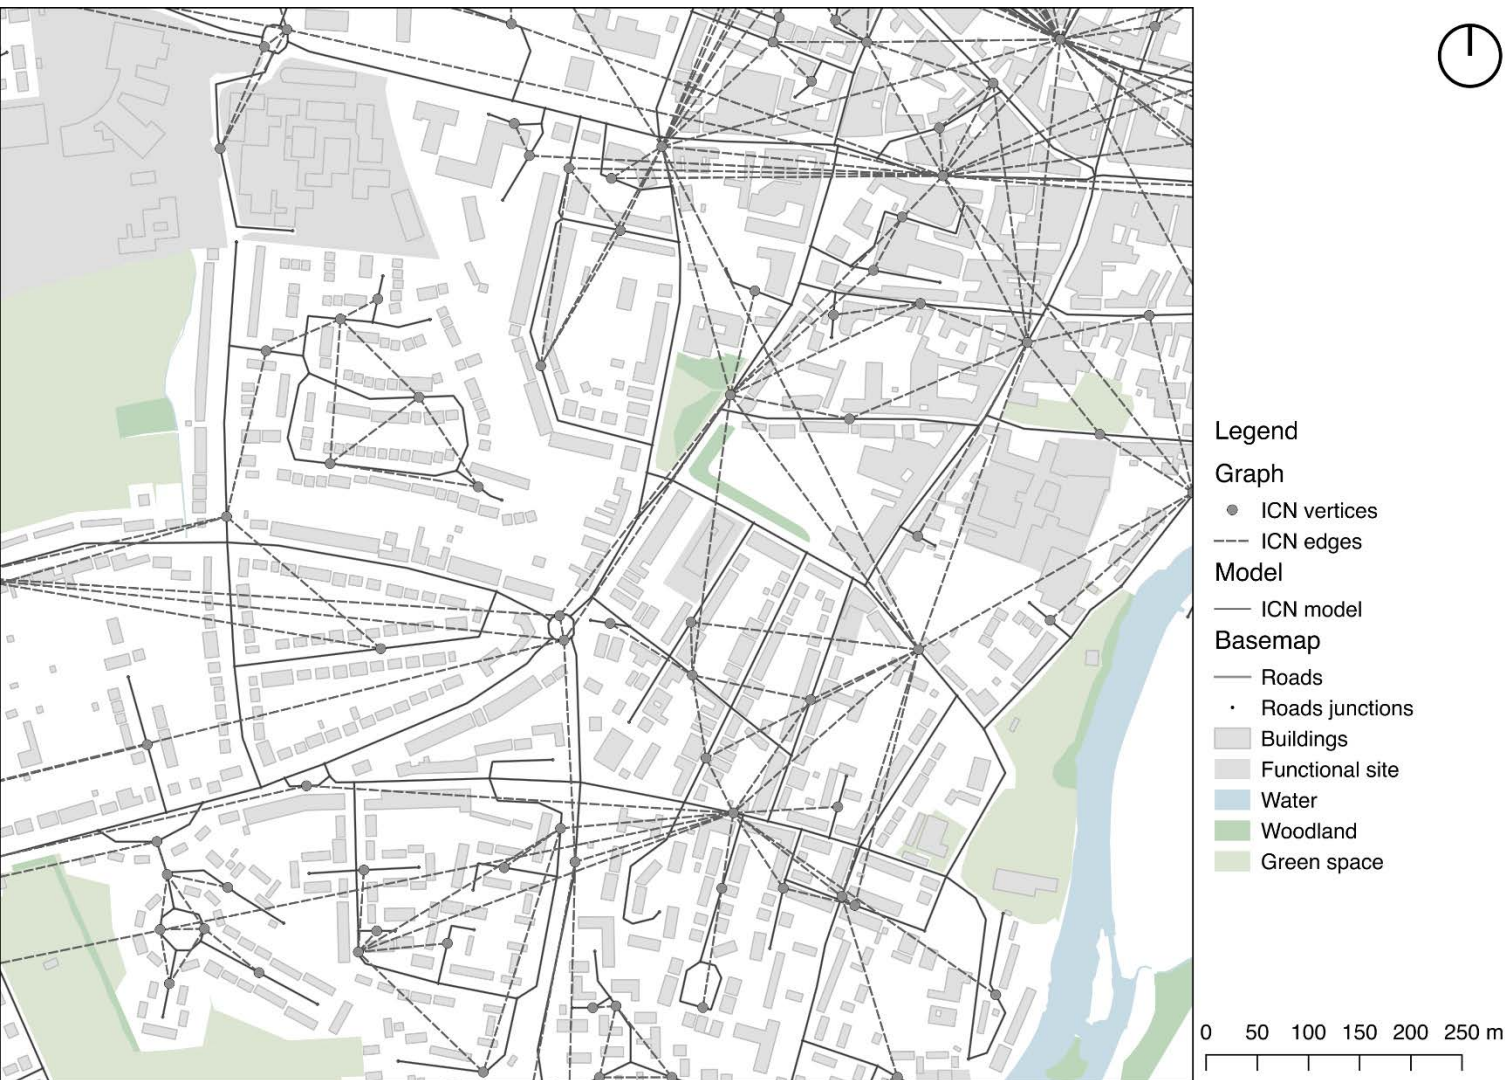 Legend
Graph
ICN vertices
ICN edges
Model
ICN model
Basemap
Roads
Roads junctions
Buildings
Functional site
Water
Woodland
Green space
0 50 100 150 200 250 m